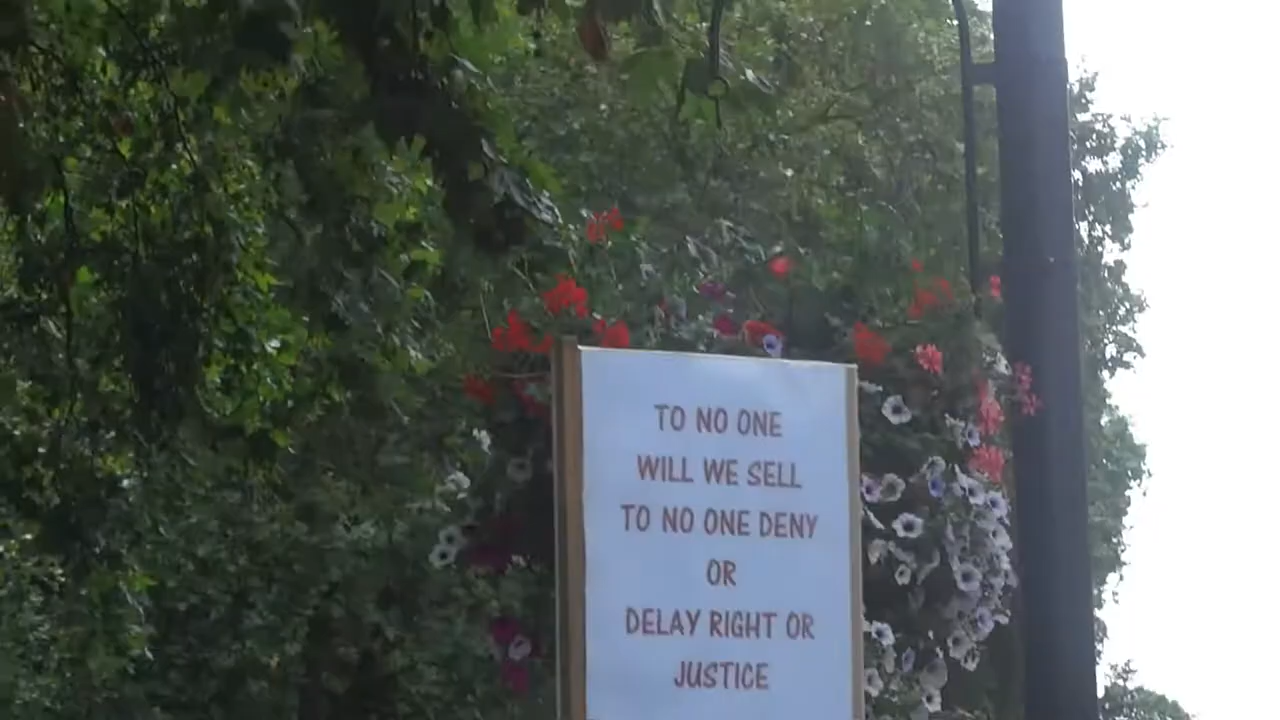 TO NO ONE
WILL WE SELL
TO NO ONE DENY
OR
DELAY RIGHT OR
JUSTICE